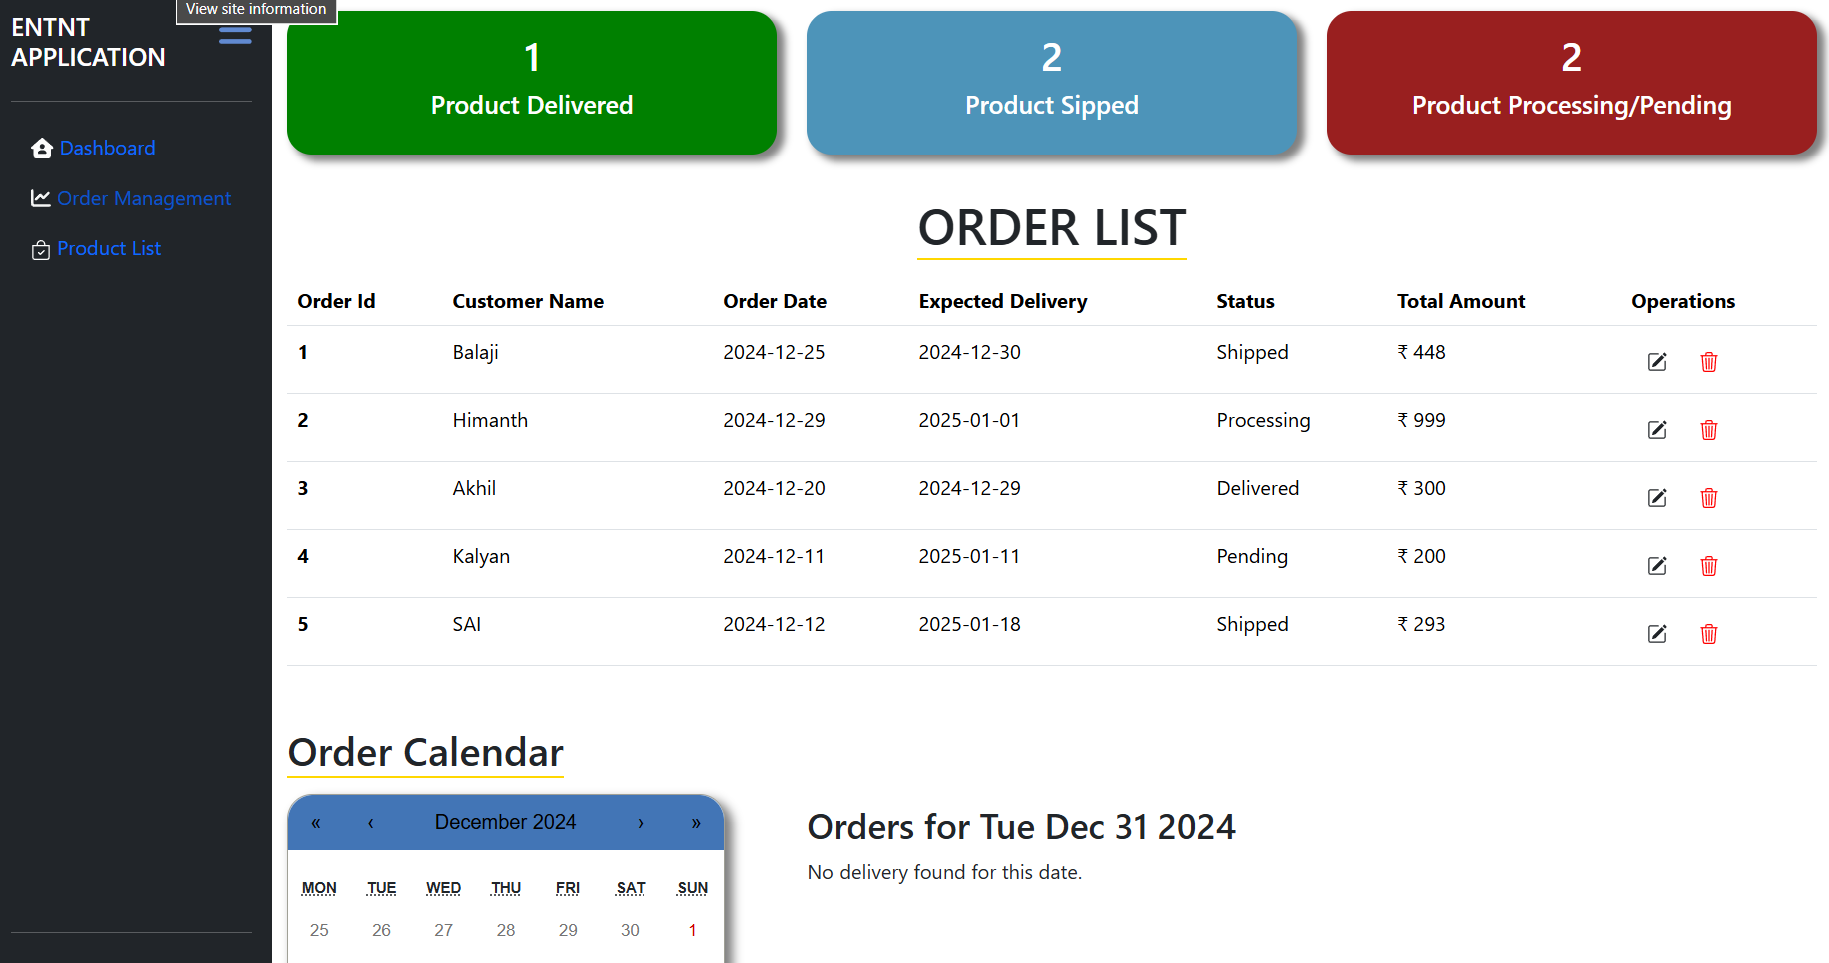 View site information
ENTNT
APPLICATION
Dashboard
Order Management
Product List
1
Product Delivered
2
Product Sipped
2
Product Processing/Pending
ORDER LIST
Order Id Customer Name Order Date Expected Delivery Status Total Amount Operations
1 Balaji 2024-12-25 2024-12-30 Shipped ₹ 448
2 Himanth 2024-12-29 2025-01-01 Processing ₹ 999
3 Akhil 2024-12-20 2024-12-29 Delivered ₹ 300
4 Kalyan 2024-12-11 2025-01-11 Pending ₹ 200
5 SAI 2024-12-12 2025-01-18 Shipped ₹ 293
Order Calendar
« ‹ December 2024 › »
MON TUE WED THU FRI SAT SUN
25 26 27 28 29 30 1
Orders for Tue Dec 31 2024
No delivery found for this date.